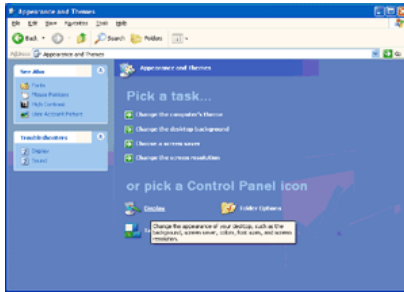 Appearance and Themes
File Edit View Favorites Tools Help
Back Search Folders
Address Appearance and Themes Go
See Also
Fonts
Mouse Pointers
High Contrast
User Account Picture
Troubleshooters
Display
Sound
Appearance and Themes
Pick a task...
Change the computer's theme
Change the desktop background
Choose a screen saver
Change the screen resolution
or pick a Control Panel icon
Display Folder Options
Change the appearance of your desktop, such as the
background, screen saver, colors, font sizes, and screen
resolution.